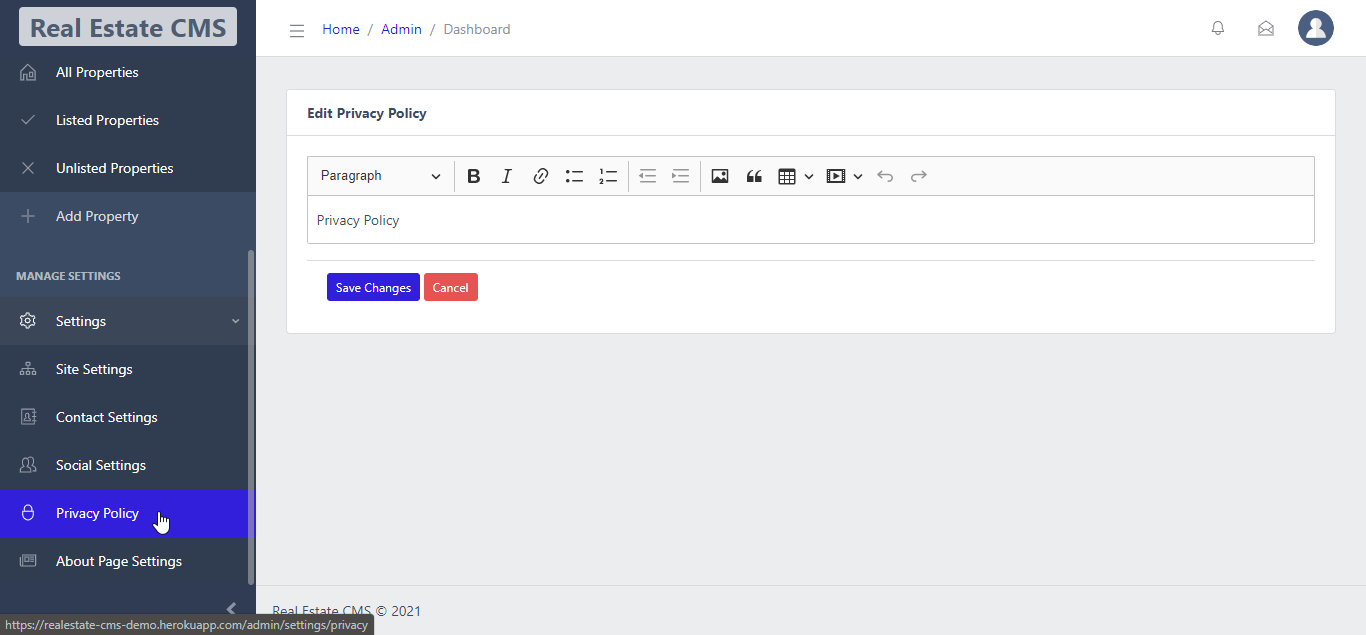 Real Estate CMS
All Properties
Listed Properties
Unlisted Properties
Add Property
MANAGE SETTINGS
Settings
Site Settings
Contact Settings
Social Settings
Privacy Policy
About Page Settings
Home / Admin / Dashboard
Edit Privacy Policy
Paragraph
Privacy Policy
Save Changes Cancel
Real Estate CMS © 2021
https://realestate-cms-demo.herokuapp.com/admin/settings/privacy